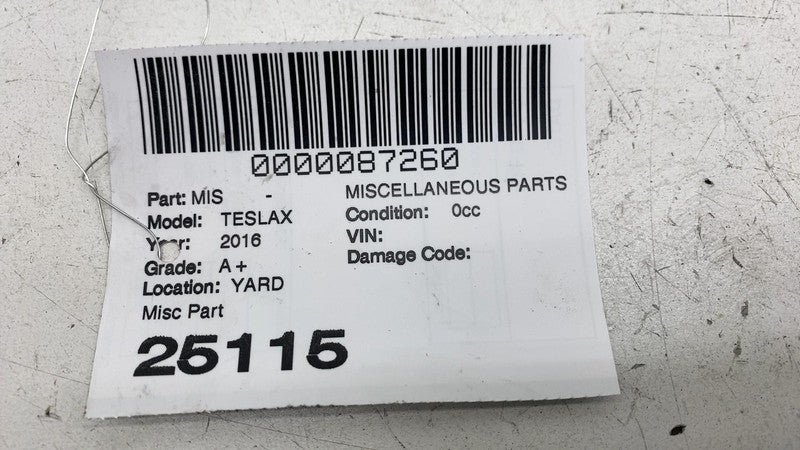 0000087260
Part: MIS - MISCELLANEOUS PARTS
Model: TESLAX Condition: 0cc
Year: 2016 VIN:
Grade: A+ Damage Code:
Location: YARD
Misc Part
25115